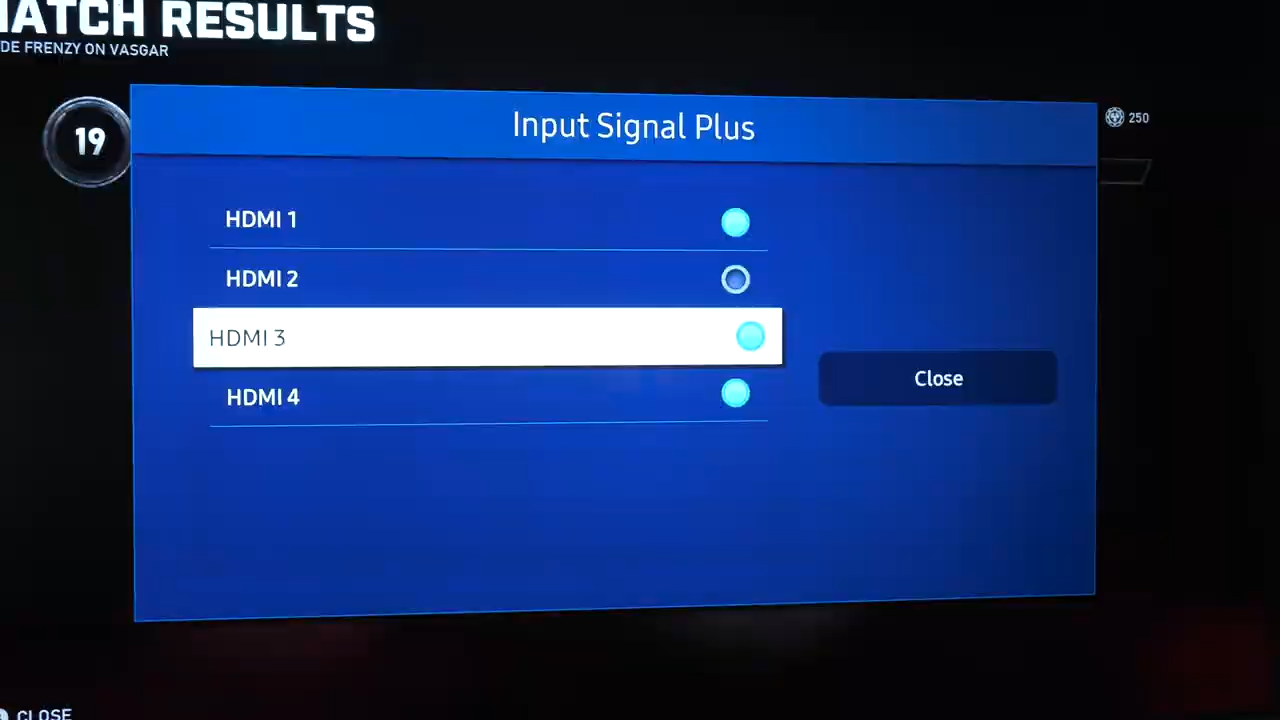 MATCH RESULTS
DE FRENZY ON VASGAR
19
250
Input Signal Plus
HDMI 1
HDMI 2
HDMI 3
HDMI 4
Close
CLOSE